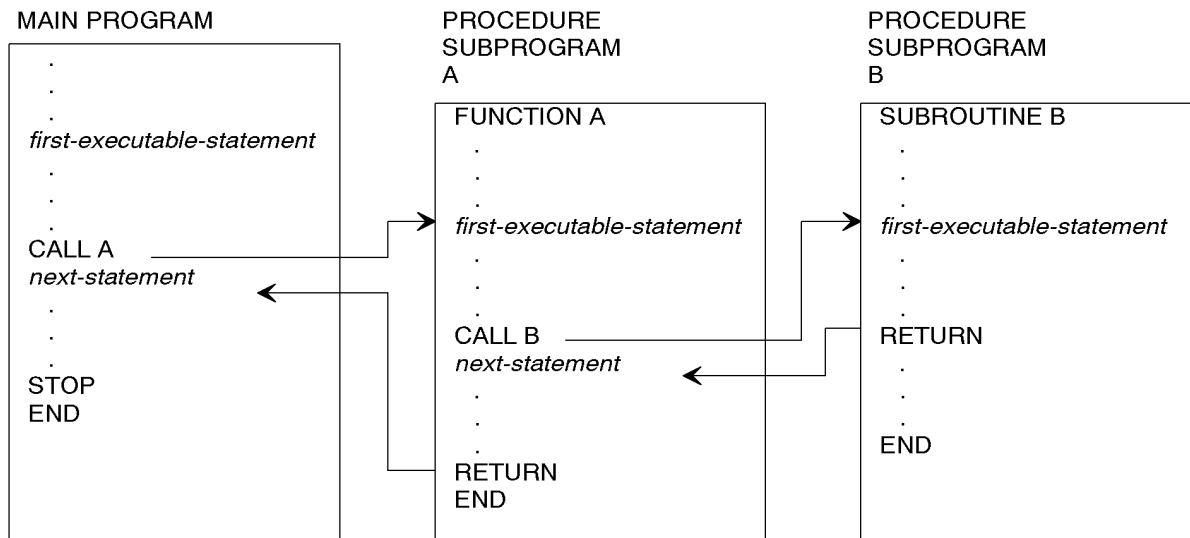 MAIN PROGRAM
.
.
.
first-executable-statement
.
.
.
CALL A
next-statement
.
.
.
STOP
END
PROCEDURE
SUBPROGRAM
A
FUNCTION A
.
.
.
first-executable-statement
.
.
.
CALL B
next-statement
.
.
.
RETURN
END
PROCEDURE
SUBPROGRAM
B
SUBROUTINE B
.
.
.
first-executable-statement
.
.
.
RETURN
.
.
.
END